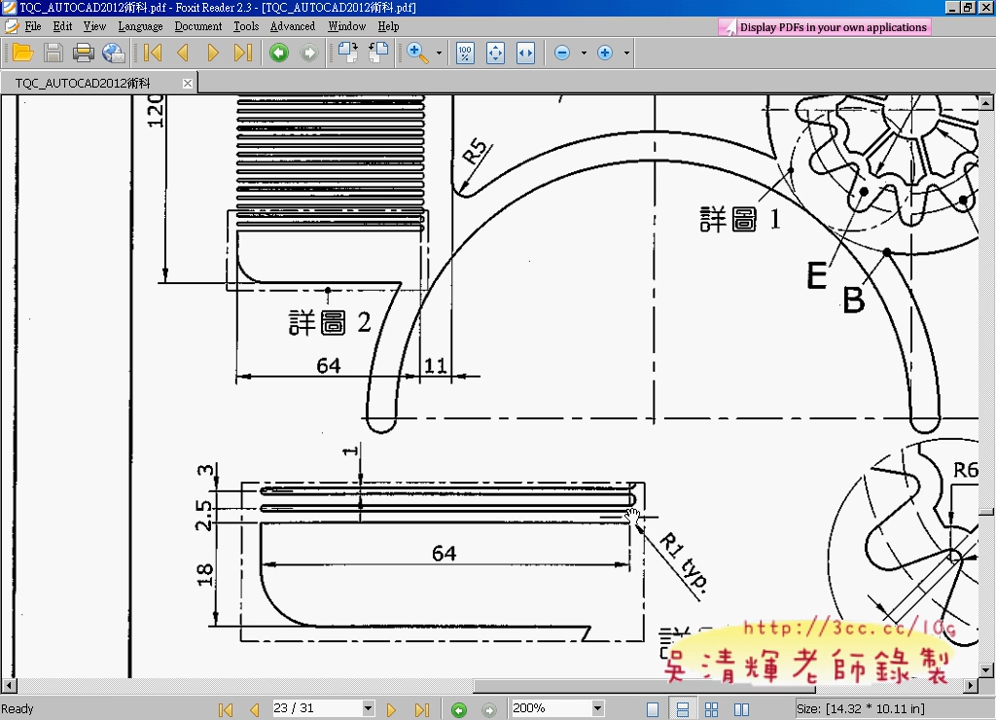 TQC_AUTOCAD2012術科.pdf - Foxit Reader 2.3 - [TQC_AUTOCAD2012術科.pdf]
File Edit View Language Document Tools Advanced Window Help
Display PDFs in your own applications
TQC_AUTOCAD2012術科
120
R5
詳圖 1
E
B
詳圖 2
64
11
1
3
2.5
R6
64
18
R1 typ.
http://3cc.cc/10g
吳清輝老師錄製
Ready
23 / 31
200%
Size: [14.32 * 10.11 in]